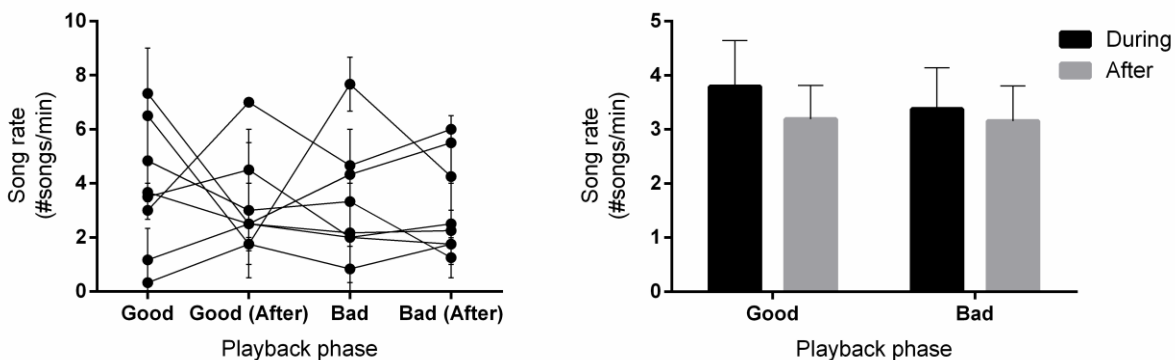 Song rate
(#songs/min)
10
8
6
4
2
0
Good Good (After) Bad Bad (After)
Playback phase
Song rate
(#songs/min)
5
4
3
2
1
0
Good Bad
Playback phase
During
After